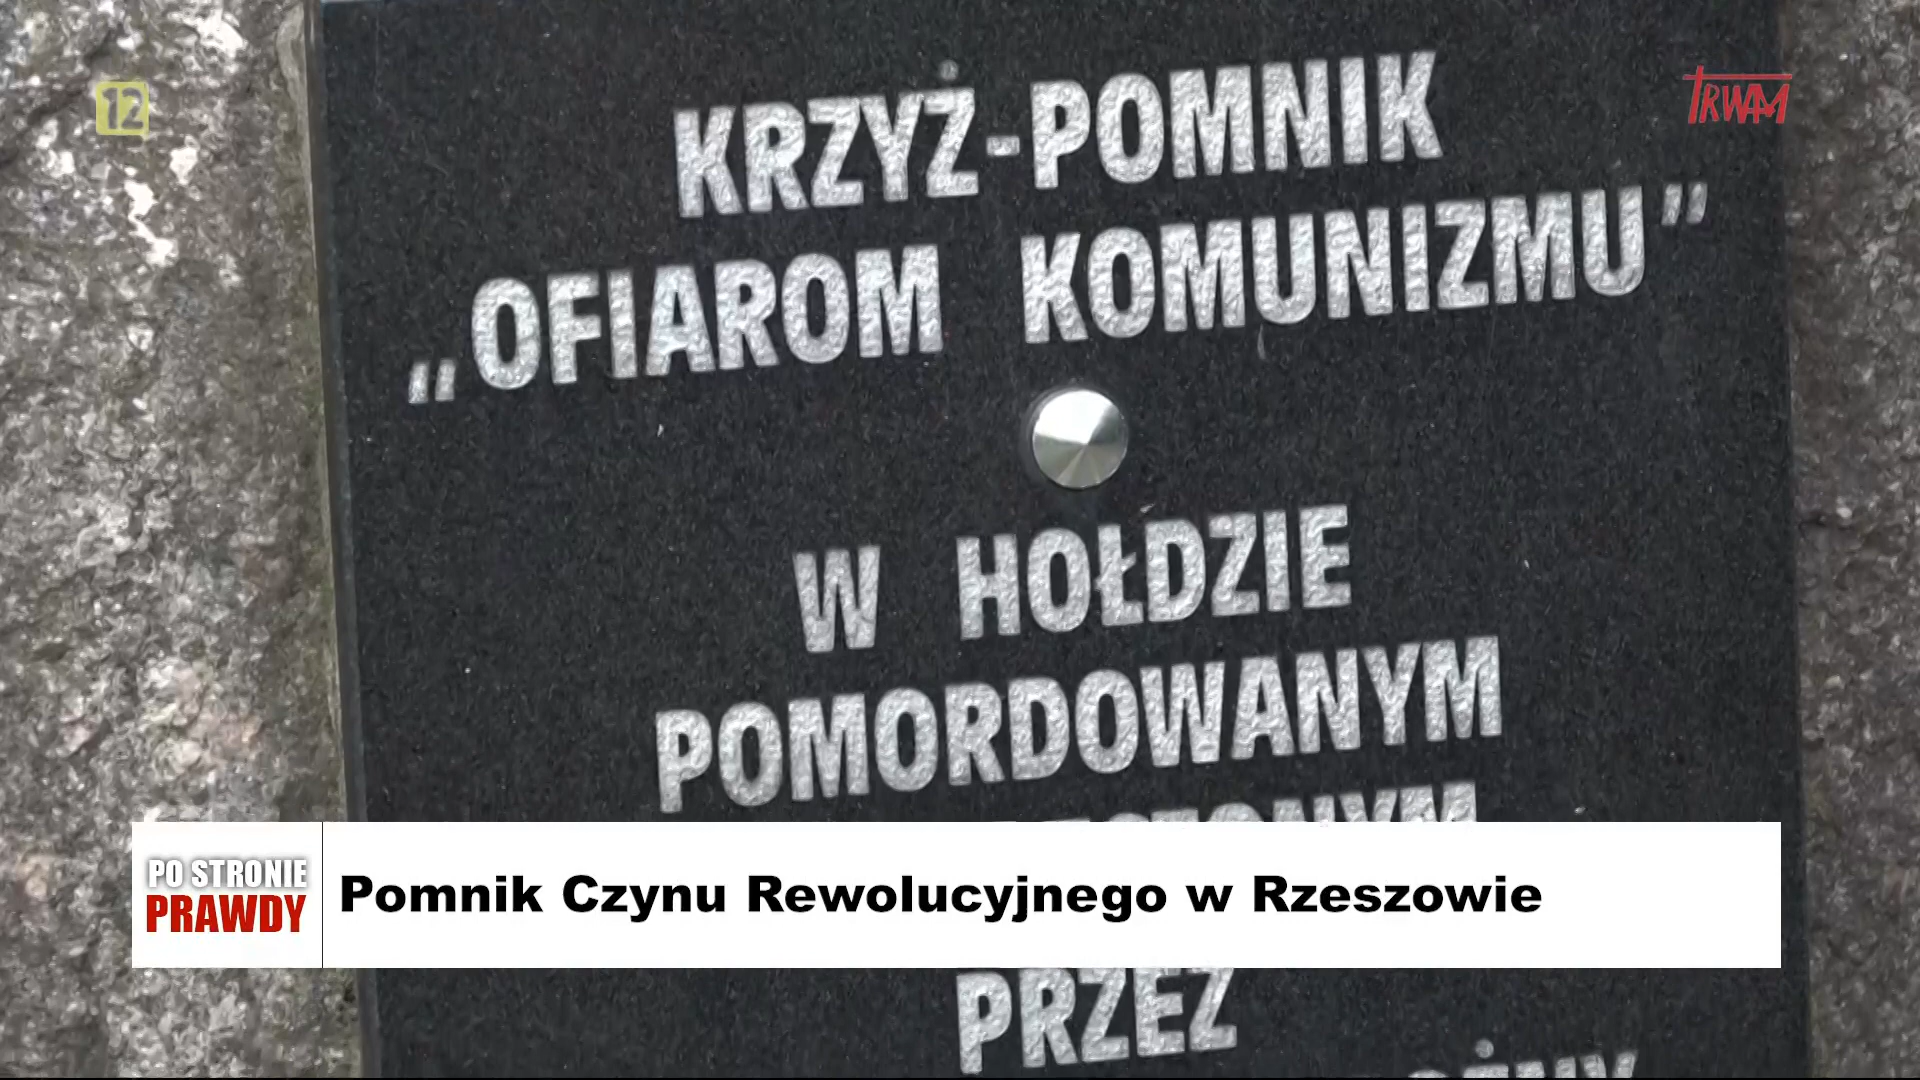 12
TRWAM
KRZYŻ-POMNIK
„OFIAROM KOMUNIZMU”
W HOŁDZIE
POMORDOWANYM
PO STRONIE
PRAWDY
Pomnik Czynu Rewolucyjnego w Rzeszowie
PRZEZ